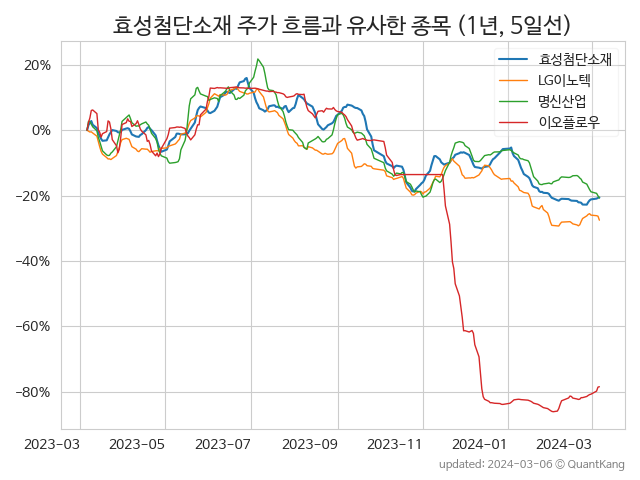 효성첨단소재 주가 흐름과 유사한 종목 (1년, 5일선)
효성첨단소재
LG이노텍
명신산업
이오플로우
20%
0%
−20%
−40%
−60%
−80%
2023-03 2023-05 2023-07 2023-09 2023-11 2024-01 2024-03
updated: 2024-03-06 © QuantKang